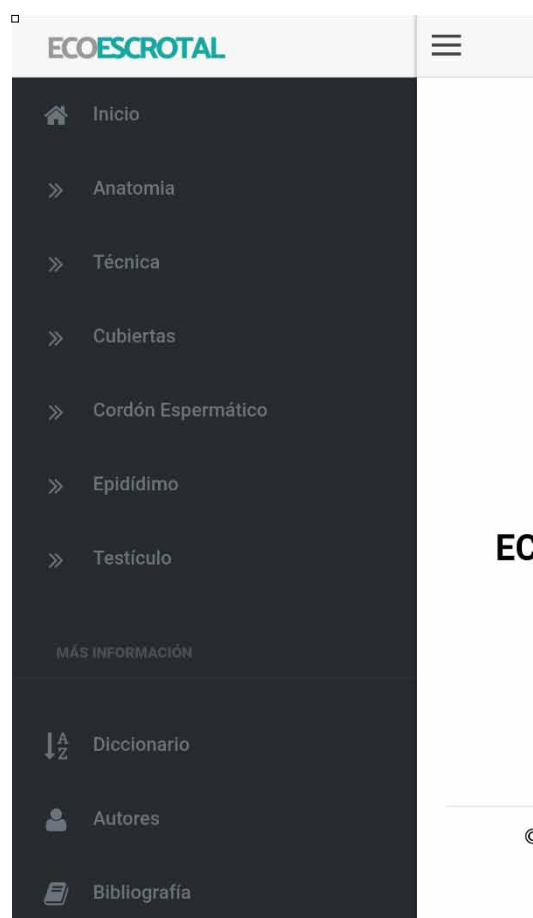 ECOESCROTAL
Inicio
Anatomia
Técnica
Cubiertas
Cordón Espermático
Epidídimo
Testículo
EC
MÁS INFORMACIÓN
Diccionario
Autores
©
Bibliografía